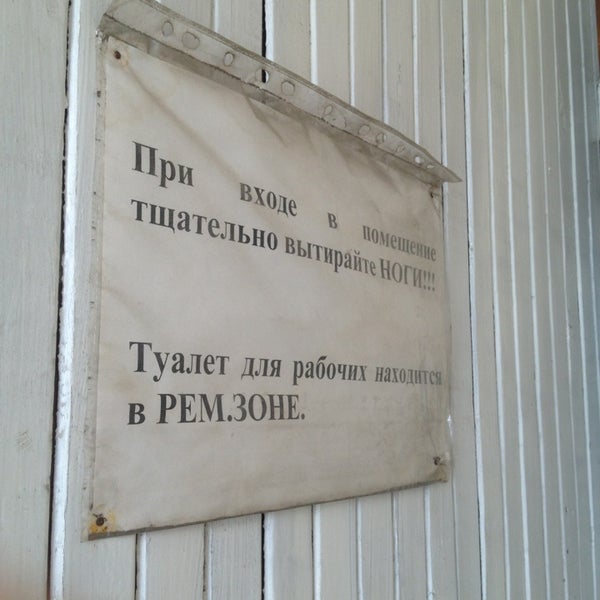 При входе в помещение
тщательно вытирайте НОГИ!!!
Туалет для рабочих находится
в РЕМ.ЗОНЕ.